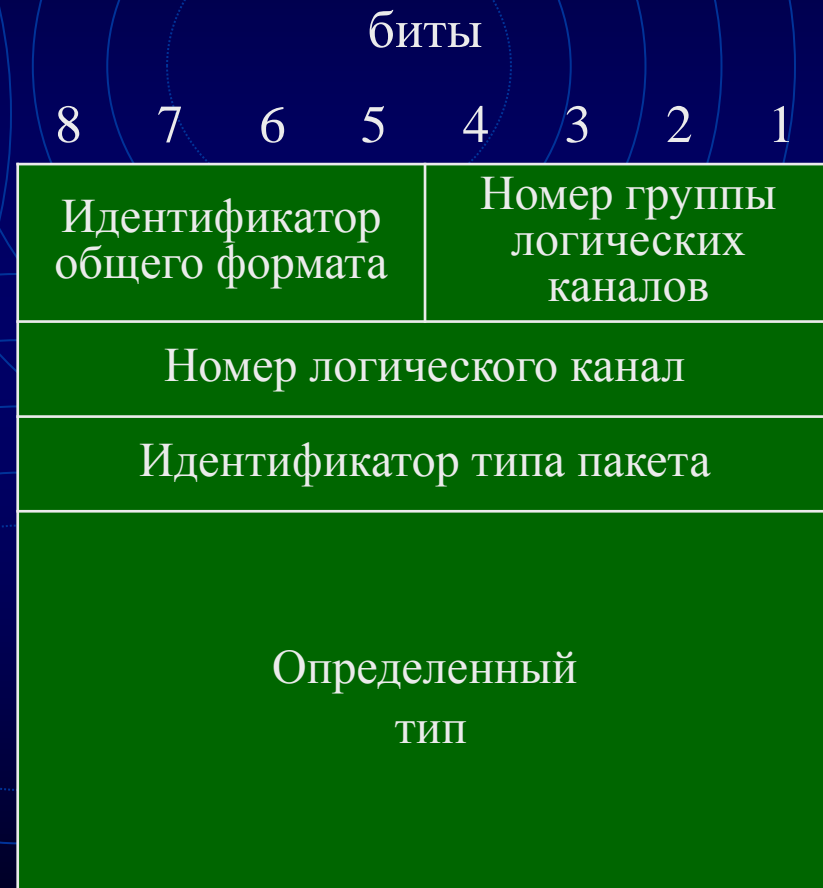 биты
8 7 6 5 4 3 2 1
Идентификатор
общего формата
Номер группы
логических
каналов
Номер логического канал
Идентификатор типа пакета
Определенный
тип